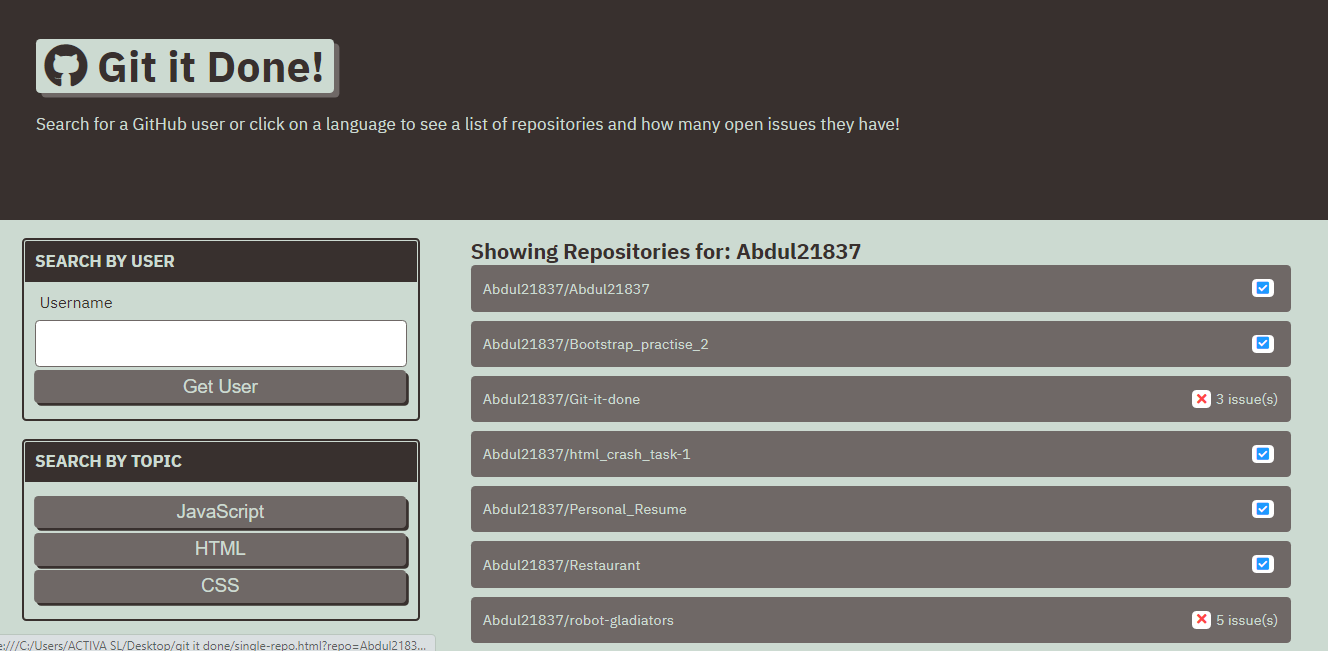 Git it Done!
Search for a GitHub user or click on a language to see a list of repositories and how many open issues they have!
SEARCH BY USER
Username
Get User
SEARCH BY TOPIC
JavaScript
HTML
CSS
Showing Repositories for: Abdul21837
Abdul21837/Abdul21837
Abdul21837/Bootstrap_practise_2
Abdul21837/Git-it-done 3 issue(s)
Abdul21837/html_crash_task-1
Abdul21837/Personal_Resume
Abdul21837/Restaurant
Abdul21837/robot-gladiators 5 issue(s)
e:///C:/Users/ACTIVA SL/Desktop/git it done/single-repo.html?repo=Abdul2183...